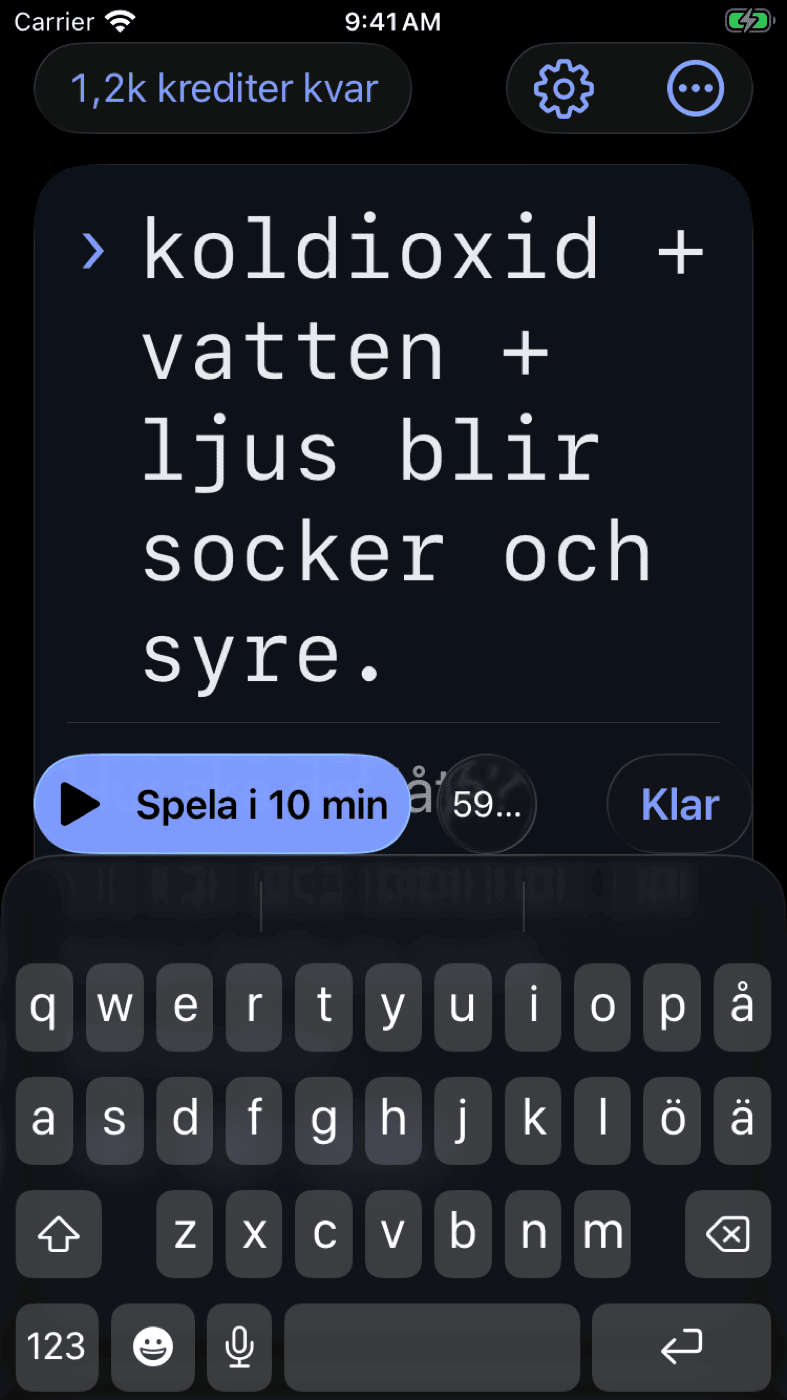 Carrier
9:41 AM
1,2k krediter kvar
› koldioxid +
vatten +
ljus blir
socker och
syre.
Spela i 10 min
59...
Klar
q w e r t y u i o p å
a s d f g h j k l ö ä
z x c v b n m
123